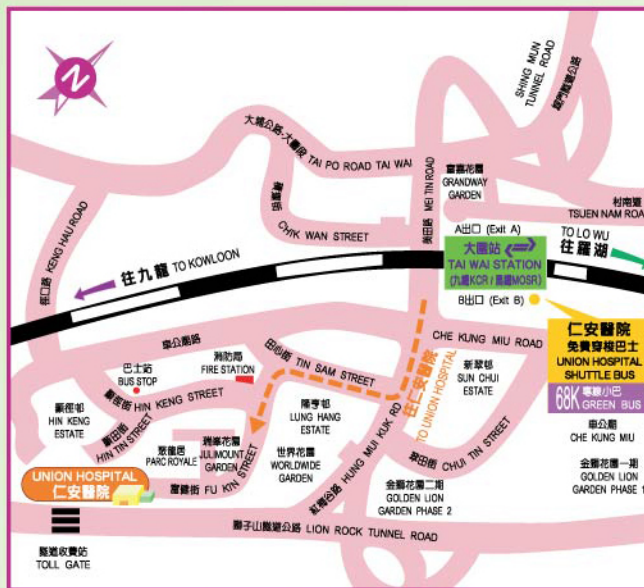 N
SHING MUN
TUNNEL ROAD
城門隧道公路
大埔公路-大圍段 TAI PO ROAD TAI WAI
積運街
CHIK WAN STREET
美田路 MEI TIN ROAD
富嘉花園
GRANDWAY
GARDEN
村南道
TSUEN NAM ROA
徑口路 KENG HAU ROAD
往九龍 TO KOWLOON
A出口 (Exit A)
大圍站
TAI WAI STATION
(九鐵KCR / 馬鐵MOSR)
B出口 (Exit B)
TO LO WU
往羅湖
車公廟路
CHE KUNG MIU ROAD
仁安醫院
免費穿梭巴士
UNION HOSPITAL
SHUTTLE BUS
68K 專線小巴
GREEN BUS
巴士站
BUS STOP
消防局
FIRE STATION
田心街 TIN SAM STREET
往仁安醫院
TO UNION HOSPITAL
新翠邨
SUN CHUI
ESTATE
顯徑邨
HIN KENG
ESTATE
顯徑街 HIN KENG STREET
顯田街
HIN TIN STREET
隆亨邨
LUNG HANG
ESTATE
聚龍居
PARC ROYALE
瑞峰花園
JULIMOUNT
GARDEN
世界花園
WORLDWIDE
GARDEN
紅梅谷路 HUNG MUI KUK RD
翠田街 CHUI TIN STREET
車公廟
CHE KUNG MIU
金獅花園一期
GOLDEN LION
GARDEN PHASE 1
金獅花園二期
GOLDEN LION
GARDEN PHASE 2
UNION HOSPITAL
仁安醫院
富健街 FU KIN STREET
獅子山隧道公路 LION ROCK TUNNEL ROAD
隧道收費站
TOLL GATE